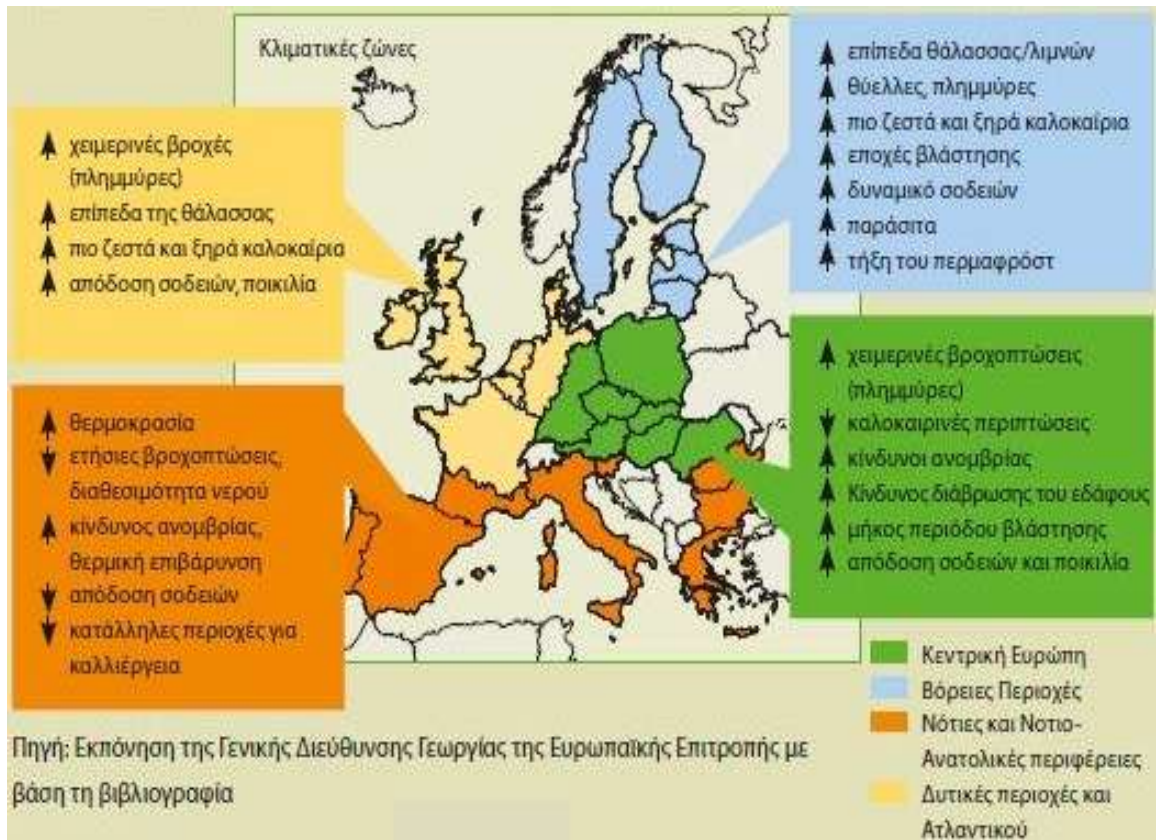 Κλιματικές ζώνες
χειμερινές βροχές
(πλημμύρες)
επίπεδα της θάλασσας
πιο ζεστά και ξηρά καλοκαίρια
απόδοση σοδειών, ποικιλία
επίπεδα θάλασσας/λιμνών
θύελλες, πλημμύρες
πιο ζεστά και ξηρά καλοκαίρια
εποχές βλάστησης
δυναμικό σοδειών
παράσιτα
τήξη του περμαφρόστ
θερμοκρασία
ετήσιες βροχοπτώσεις,
διαθεσιμότητα νερού
κίνδυνος ανομβρίας,
θερμική επιβάρυνση
απόδοση σοδειών
κατάλληλες περιοχές για
καλλιέργεια
χειμερινές βροχοπτώσεις
(πλημμύρες)
καλοκαιρινές περιπτώσεις
κίνδυνοι ανομβρίας
Κίνδυνος διάβρωσης του εδάφους
μήκος περιόδου βλάστησης
απόδοση σοδειών και ποικιλία
Κεντρική Ευρώπη
Βόρειες Περιοχές
Νότιες και Νοτιο-
Ανατολικές περιφέρειες
Δυτικές περιοχές και
Ατλαντικού
Πηγή: Εκπόνηση της Γενικής Διεύθυνσης Γεωργίας της Ευρωπαϊκής Επιτροπής με
βάση τη βιβλιογραφία